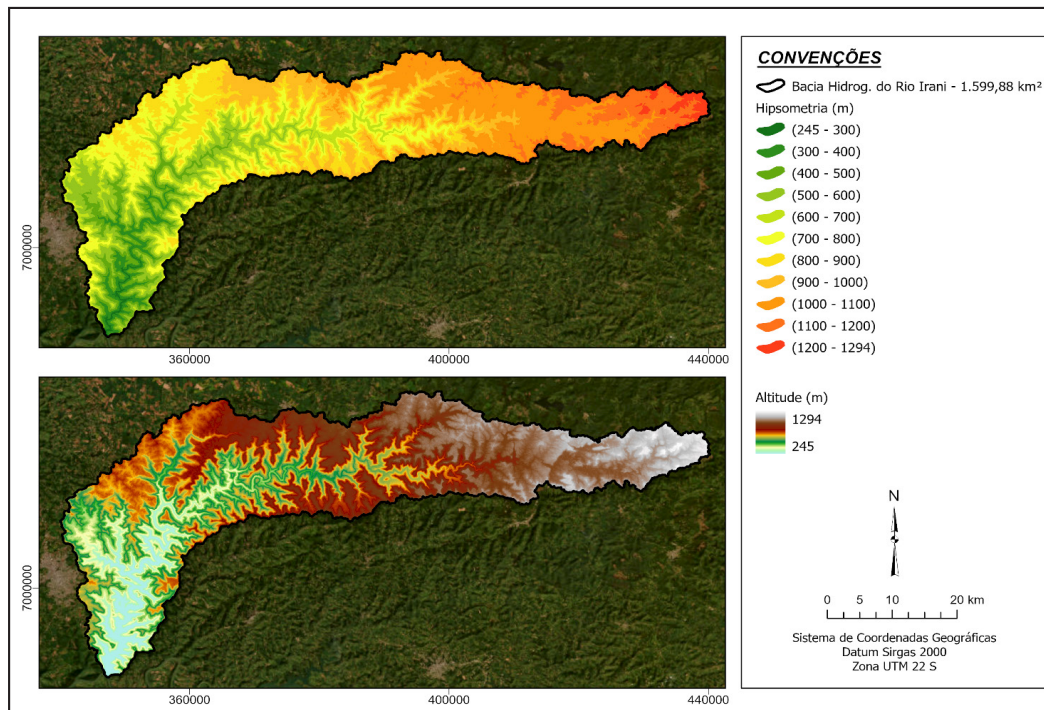 7000000
360000
400000
440000
7000000
360000
400000
440000
CONVENÇÕES
Bacia Hidrog. do Rio Irani - 1.599,88 km²
Hipsometria (m)
(245 - 300)
(300 - 400)
(400 - 500)
(500 - 600)
(600 - 700)
(700 - 800)
(800 - 900)
(900 - 1000)
(1000 - 1100)
(1100 - 1200)
(1200 - 1294)
Altitude (m)
1294
245
N
0 5 10 20 km
Sistema de Coordenadas Geográficas
Datum Sirgas 2000
Zona UTM 22 S